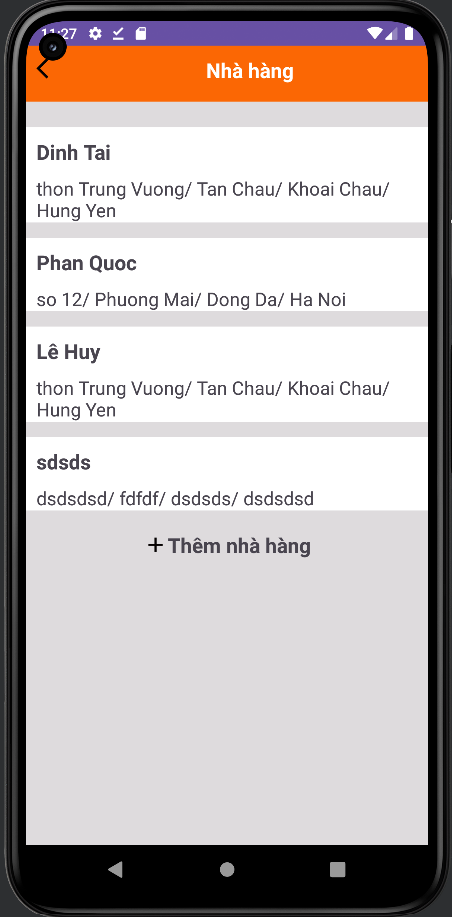 11:27
Nhà hàng
Dinh Tai
thon Trung Vuong/ Tan Chau/ Khoai Chau/
Hung Yen
Phan Quoc
so 12/ Phuong Mai/ Dong Da/ Ha Noi
Lê Huy
thon Trung Vuong/ Tan Chau/ Khoai Chau/
Hung Yen
sdsds
dsdsdsd/ fdfdf/ dsdsds/ dsdsdsd
+ Thêm nhà hàng